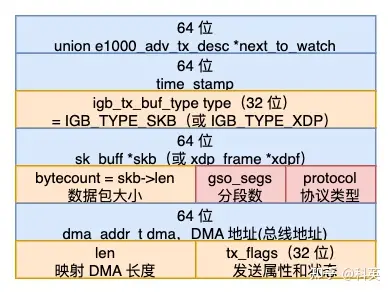 64 位
union e1000_adv_tx_desc *next_to_watch
64 位
time_stamp
igb_tx_buf_type type（32 位）
= IGB_TYPE_SKB（或 IGB_TYPE_XDP）
64 位
sk_buff *skb（或 xdp_frame *xdpf）
bytecount = skb->len
数据包大小
gso_segs
分段数
protocol
协议类型
64 位
dma_addr_t dma，DMA 地址(总线地址)
len
映射 DMA 长度
tx_flags（32 位）
发送属性和状态
知乎 @科英